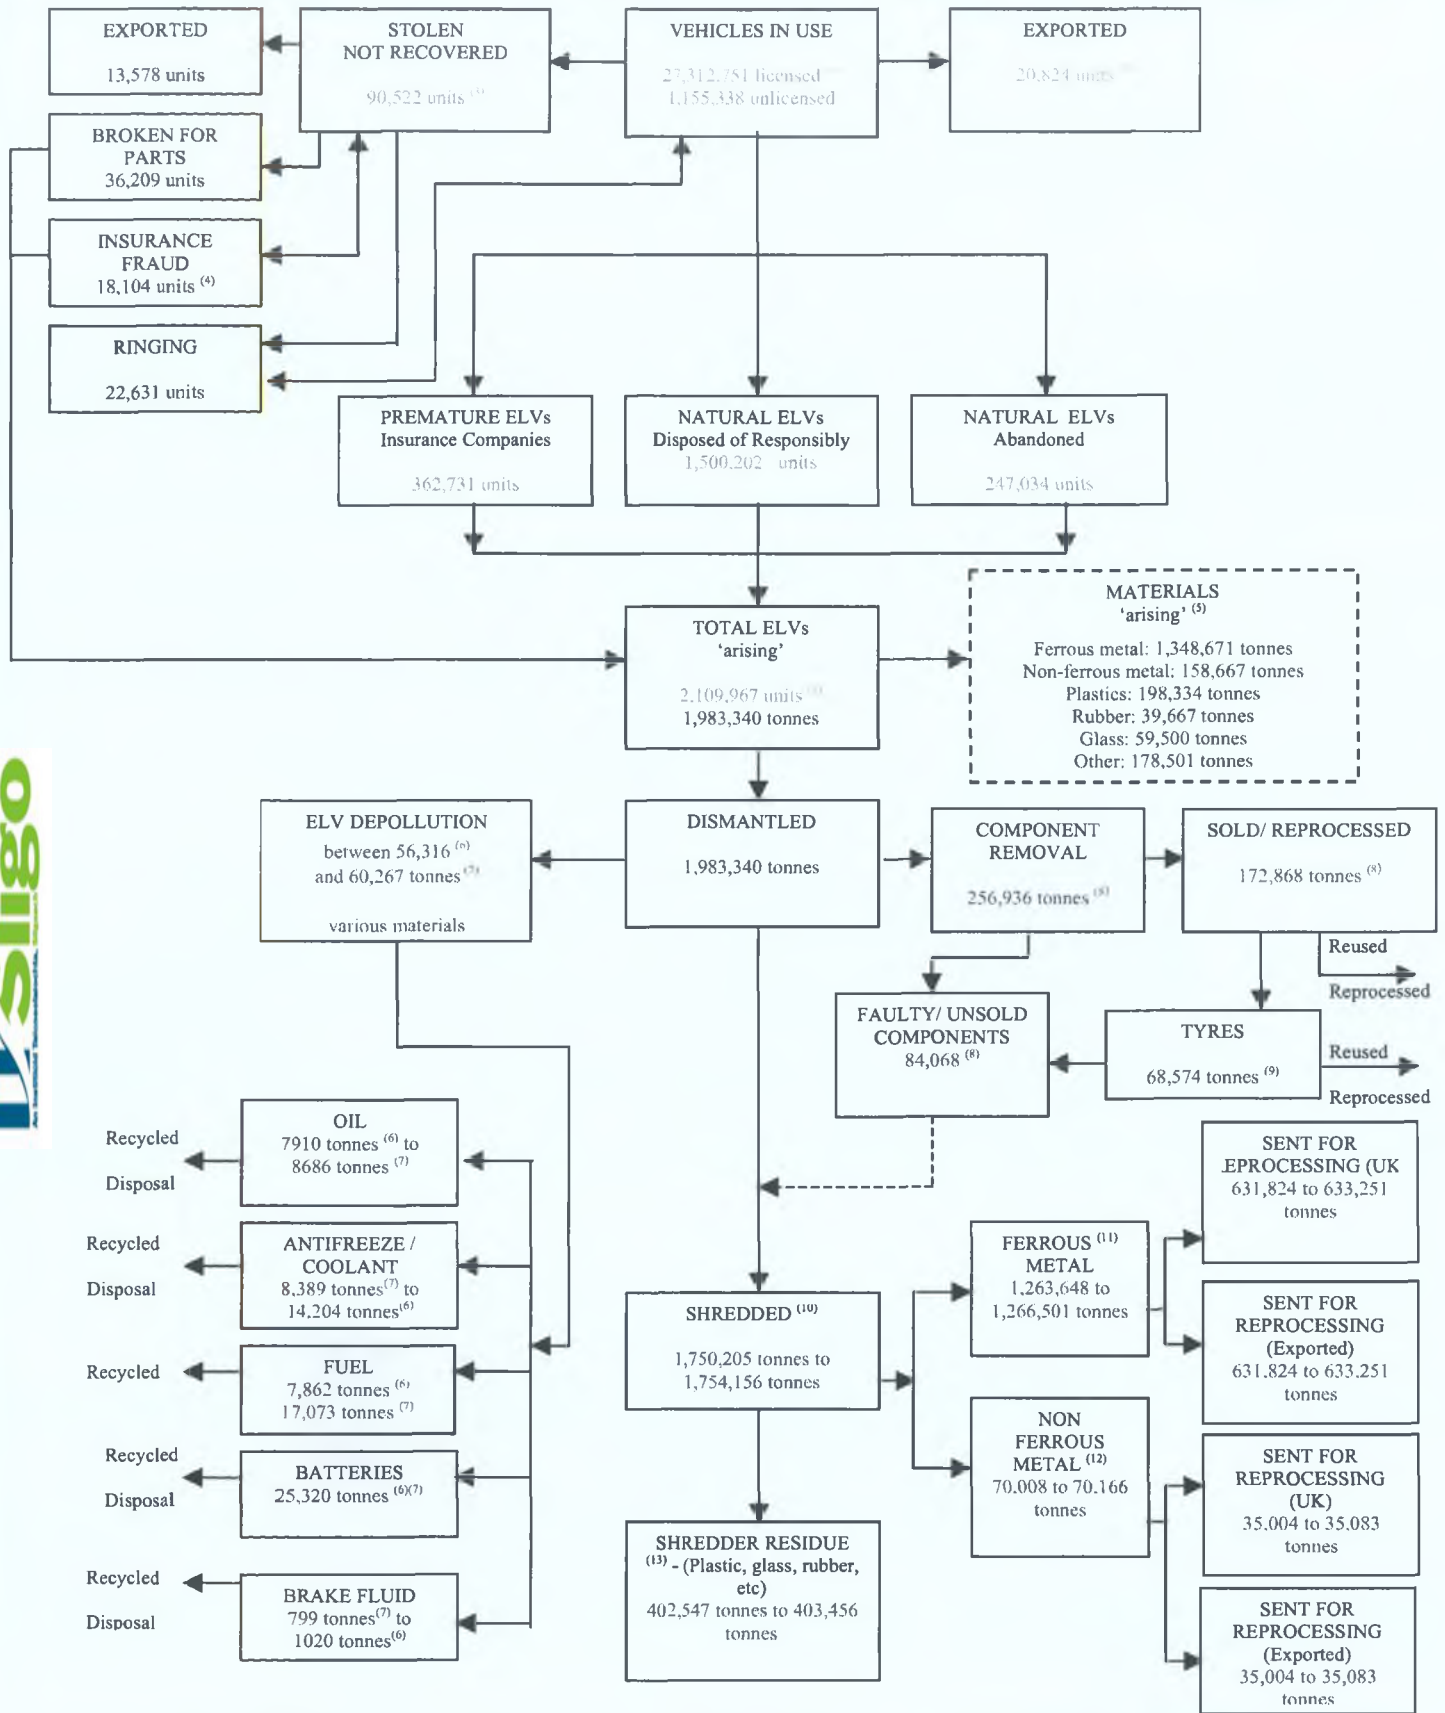 EXPORTED
13,578 units
STOLEN
NOT RECOVERED
90,522 units
VEHICLES IN USE
27,312,751 licensed
1,155,338 unlicensed
EXPORTED
20,824 units
BROKEN FOR
PARTS
36,209 units
INSURANCE
FRAUD
18,104 units (4)
RINGING
22,631 units
PREMATURE ELVs
Insurance Companies
362,731 units
NATURAL ELVs
Disposed of Responsibly
1,500,202 units
NATURAL ELVs
Abandoned
247,034 units
TOTAL ELVs
'arising'
2,109,967 units
1,983,340 tonnes
MATERIALS
'arising' (5)
Ferrous metal: 1,348,671 tonnes
Non-ferrous metal: 158,667 tonnes
Plastics: 198,334 tonnes
Rubber: 39,667 tonnes
Glass: 59,500 tonnes
Other: 178,501 tonnes
ELV DEPOLLUTION
between 56,316 (6)
and 60,267 tonnes (7)
various materials
DISMANTLED
1,983,340 tonnes
COMPONENT
REMOVAL
256,936 tonnes (8)
SOLD/ REPROCESSED
172,868 tonnes (8)
Reused
Reprocessed
FAULTY/ UNSOLD
COMPONENTS
84,068 (8)
TYRES
68,574 tonnes (9)
Reused
Reprocessed
Sligo
OIL
7910 tonnes (6) to
8686 tonnes (7)
Recycled
Disposal
ANTIFREEZE /
COOLANT
8,389 tonnes(7) to
14,204 tonnes(6)
Recycled
Disposal
FUEL
7,862 tonnes (6)
17,073 tonnes (7)
Recycled
BATTERIES
25,320 tonnes (6)(7)
Recycled
Disposal
BRAKE FLUID
799 tonnes(7) to
1020 tonnes(6)
Recycled
Disposal
SHREDDED (10)
1,750,205 tonnes to
1,754,156 tonnes
SHREDDER RESIDUE
(13) - (Plastic, glass, rubber,
etc)
402,547 tonnes to 403,456
tonnes
FERROUS (11)
METAL
1,263,648 to
1,266,501 tonnes
NON
FERROUS
METAL (12)
70,008 to 70,166
tonnes
SENT FOR
EPROCESSING (UK
631,824 to 633,251
tonnes
SENT FOR
REPROCESSING
(Exported)
631,824 to 633,251
tonnes
SENT FOR
REPROCESSING
(UK)
35,004 to 35,083
tonnes
SENT FOR
REPROCESSING
(Exported)
35,004 to 35,083
tonnes